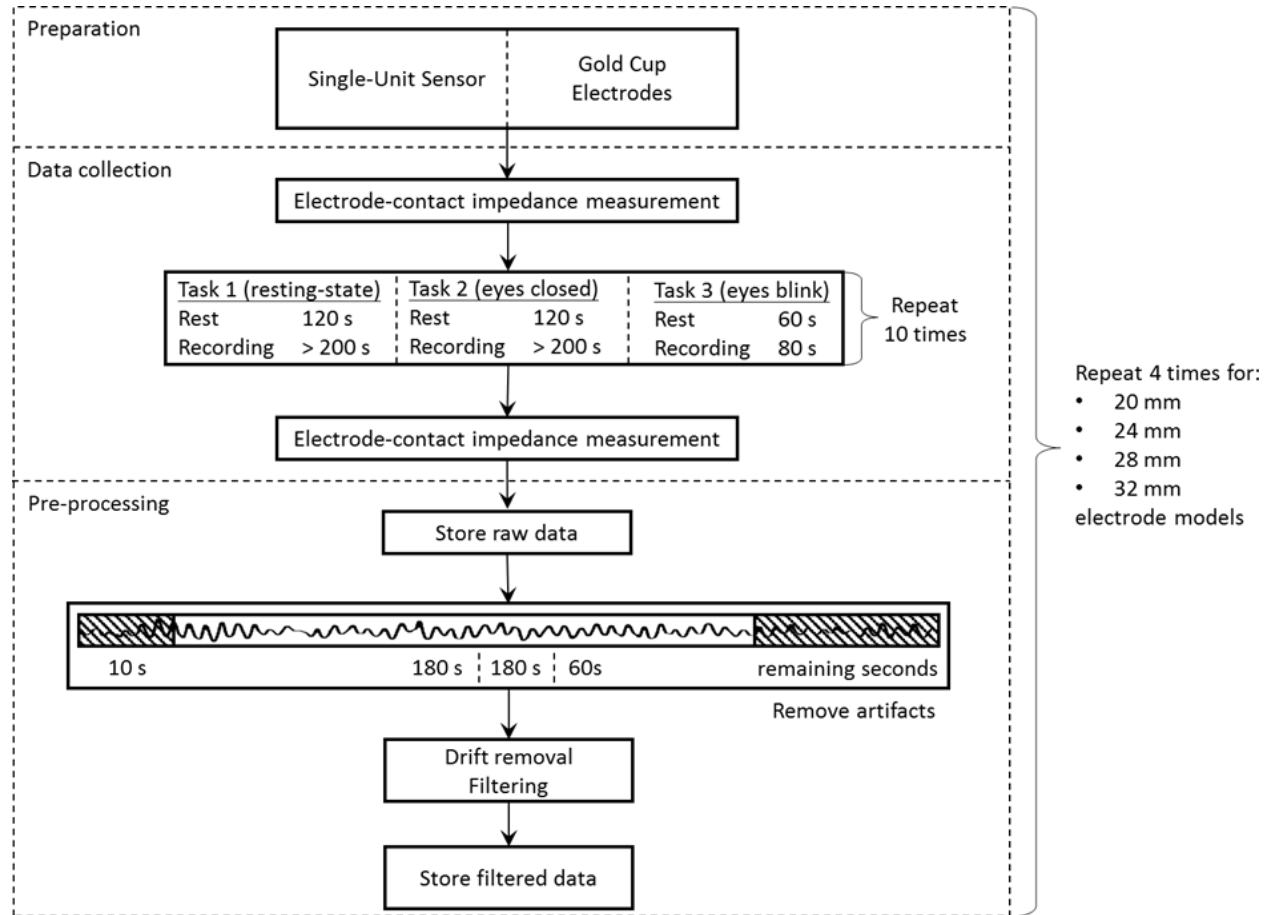 Preparation
Single-Unit Sensor
Gold Cup
Electrodes
Data collection
Electrode-contact impedance measurement
Task 1 (resting-state)
Rest 120 s
Recording > 200 s
Task 2 (eyes closed)
Rest 120 s
Recording > 200 s
Task 3 (eyes blink)
Rest 60 s
Recording 80 s
Repeat
10 times
Electrode-contact impedance measurement
Pre-processing
Store raw data
10 s 180 s 180 s 60s remaining seconds
Remove artifacts
Drift removal
Filtering
Store filtered data
Repeat 4 times for:
• 20 mm
• 24 mm
• 28 mm
• 32 mm
electrode models